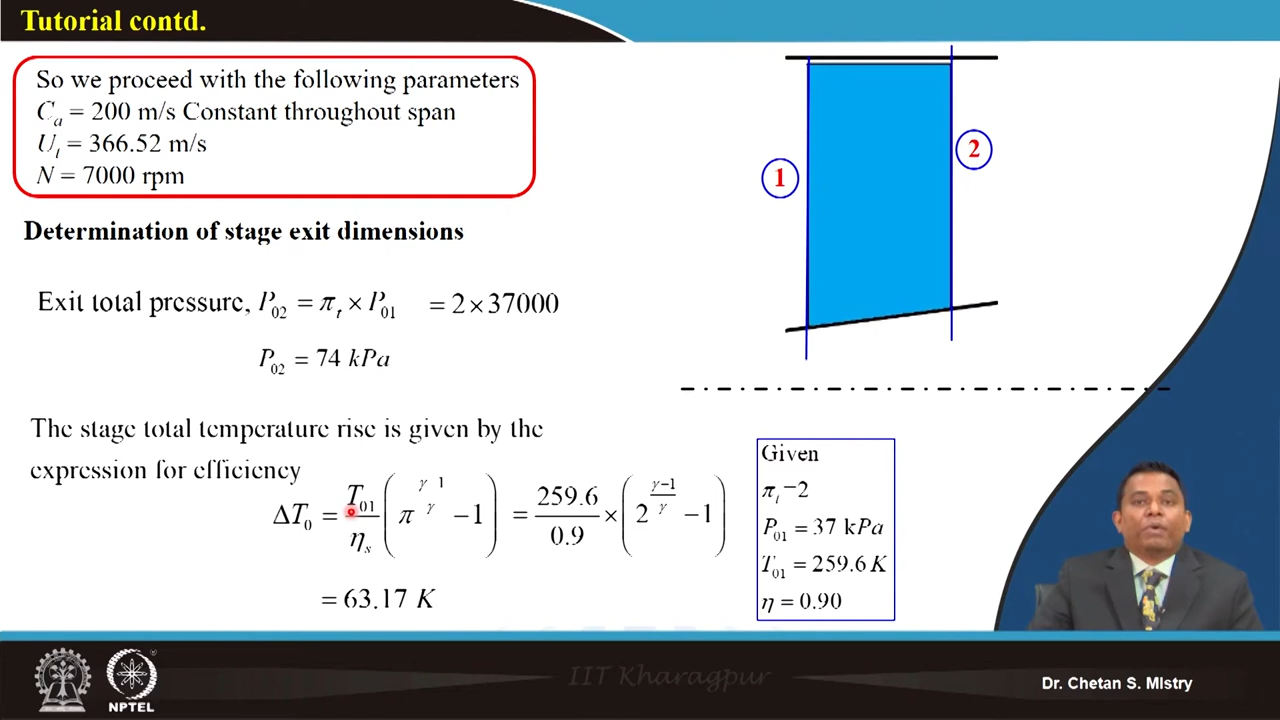 Tutorial contd.
So we proceed with the following parameters
Cₐ = 200 m/s Constant throughout span
Uₜ = 366.52 m/s
N = 7000 rpm
Determination of stage exit dimensions
Exit total pressure, P₀₂ = πₜ × P₀₁ = 2 × 37000
P₀₂ = 74 kPa
The stage total temperature rise is given by the
expression for efficiency
ΔT₀ = T₀₁/ηₛ (π^(γ 1/γ) − 1) = 259.6/0.9 × (2^((γ−1)/γ) − 1)
= 63.17 K
1
2
Given
πₜ = 2
P₀₁ = 37 kPa
T₀₁ = 259.6 K
η = 0.90
NPTEL
IIT Kharagpur
Dr. Chetan S. MIstry